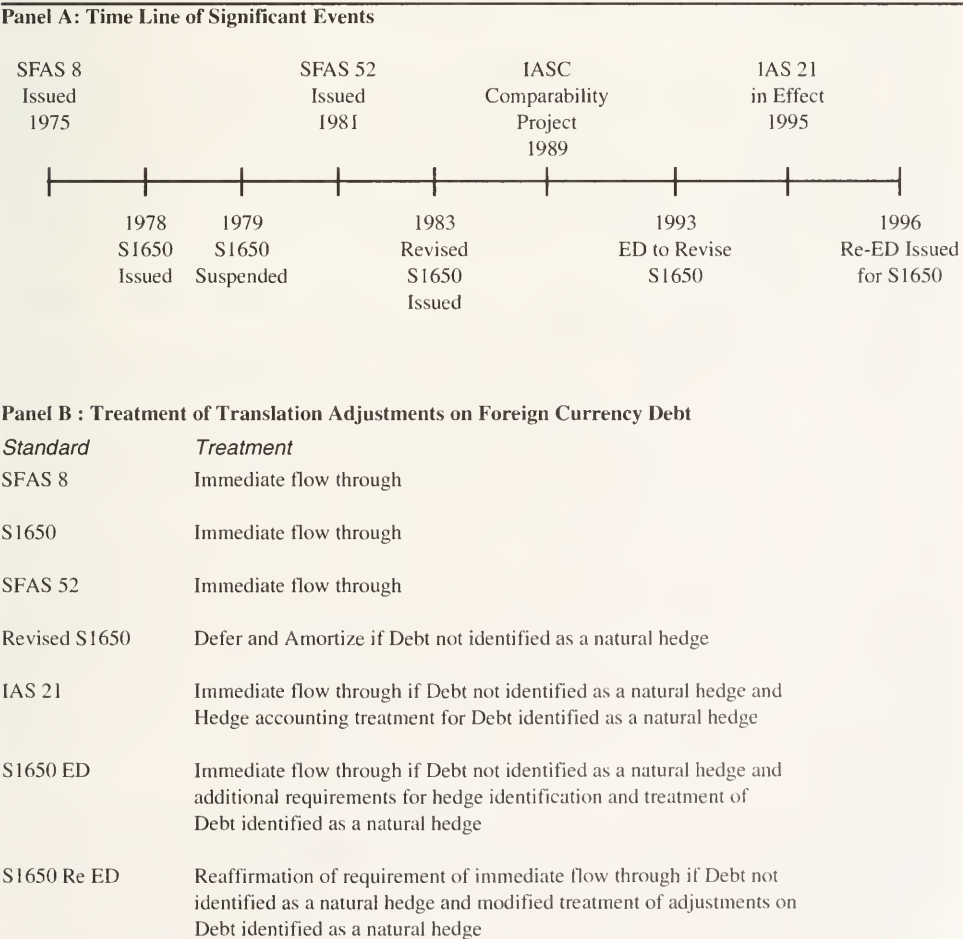 Panel A: Time Line of Significant Events
SFAS 8 SFAS 52 IASC IAS 21
Issued Issued Comparability in Effect
1975 1981 Project 1995
1989
1978 1979 1983 1993 1996
S1650 S1650 Revised ED to Revise Re-ED Issued
Issued Suspended S1650 S1650 for S1650
Issued
Panel B : Treatment of Translation Adjustments on Foreign Currency Debt
Standard Treatment
SFAS 8 Immediate flow through
S1650 Immediate flow through
SFAS 52 Immediate flow through
Revised S1650 Defer and Amortize if Debt not identified as a natural hedge
IAS 21 Immediate flow through if Debt not identified as a natural hedge and
Hedge accounting treatment for Debt identified as a natural hedge
S1650 ED Immediate flow through if Debt not identified as a natural hedge and
additional requirements for hedge identification and treatment of
Debt identified as a natural hedge
S1650 Re ED Reaffirmation of requirement of immediate flow through if Debt not
identified as a natural hedge and modified treatment of adjustments on
Debt identified as a natural hedge